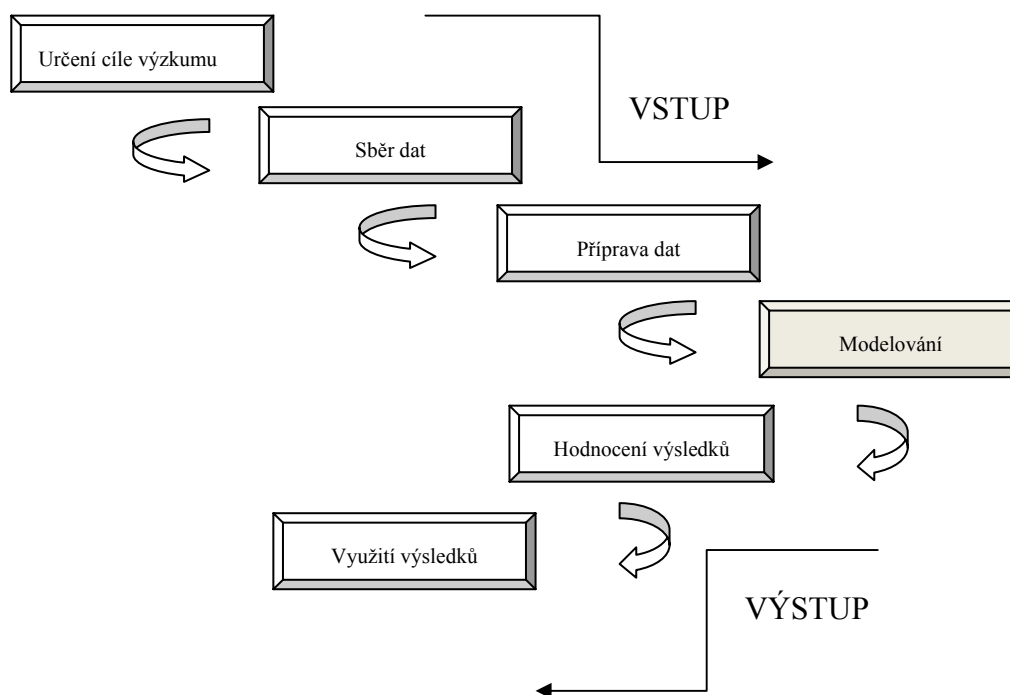 Určení cíle výzkumu
VSTUP
Sběr dat
Příprava dat
Modelování
Hodnocení výsledků
Využití výsledků
VÝSTUP